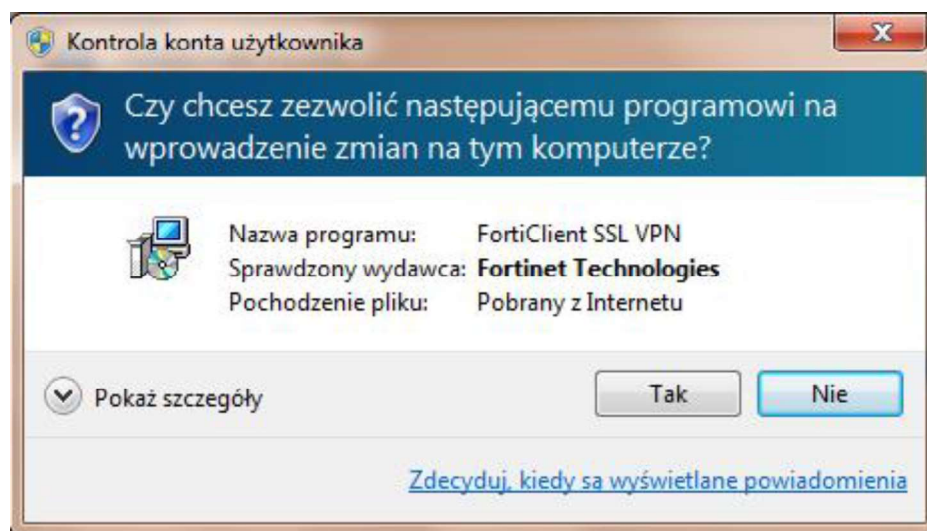 Kontrola konta użytkownika
Czy chcesz zezwolić następującemu programowi na
wprowadzenie zmian na tym komputerze?
Nazwa programu: FortiClient SSL VPN
Sprawdzony wydawca: Fortinet Technologies
Pochodzenie pliku: Pobrany z Internetu
Pokaż szczegóły Tak Nie
Zdecyduj, kiedy są wyświetlane powiadomienia